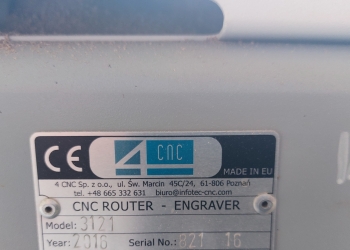 CE 4 CNC MADE IN EU
4 CNC Sp. z o.o., ul. Św. Marcin 45C/24, 61-806 Poznań
tel. +48 665 332 631 biuro@infotec-cnc.com
CNC ROUTER - ENGRAVER
Model: 3121
Year: 2016 Serial No.: 321 16